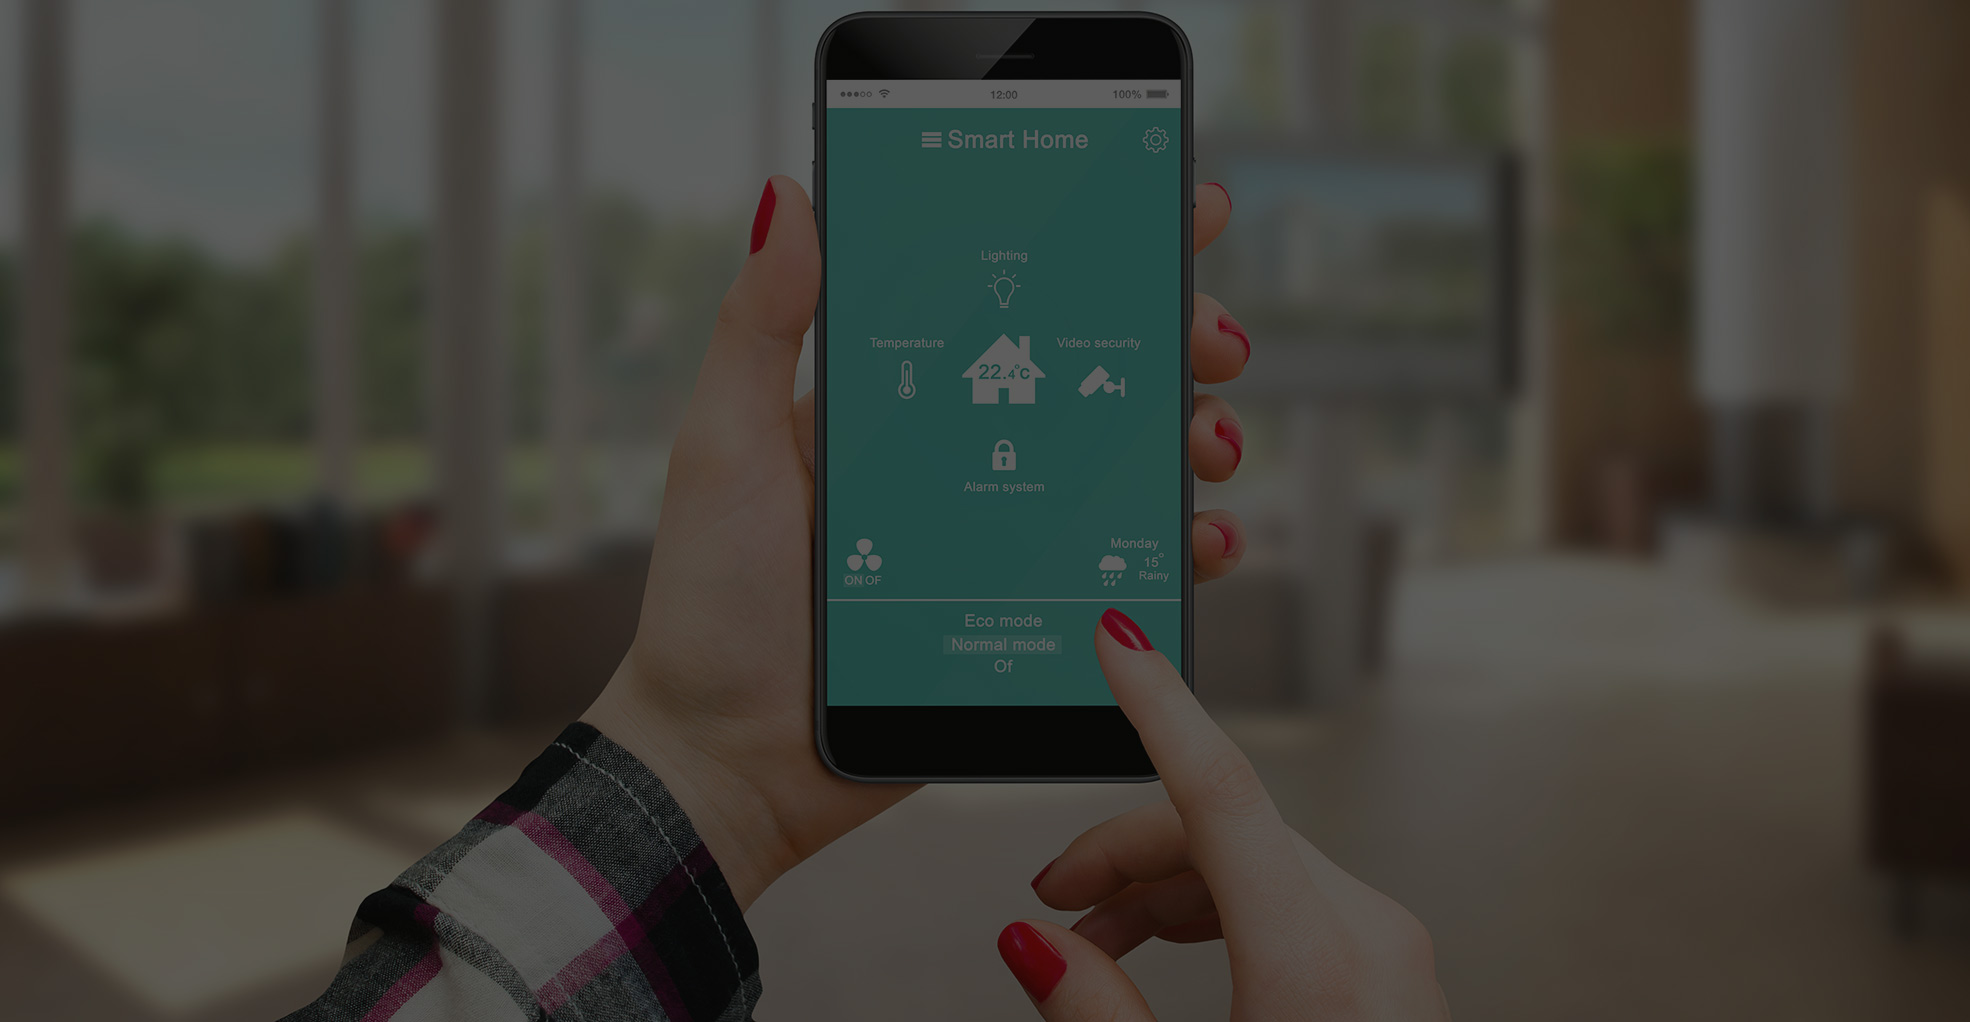 12:00
100%
Smart Home
Lighting
Temperature
Video security
22.4°C
Alarm system
Monday
15°
Rainy
ON OF
Eco mode
Normal mode
Of